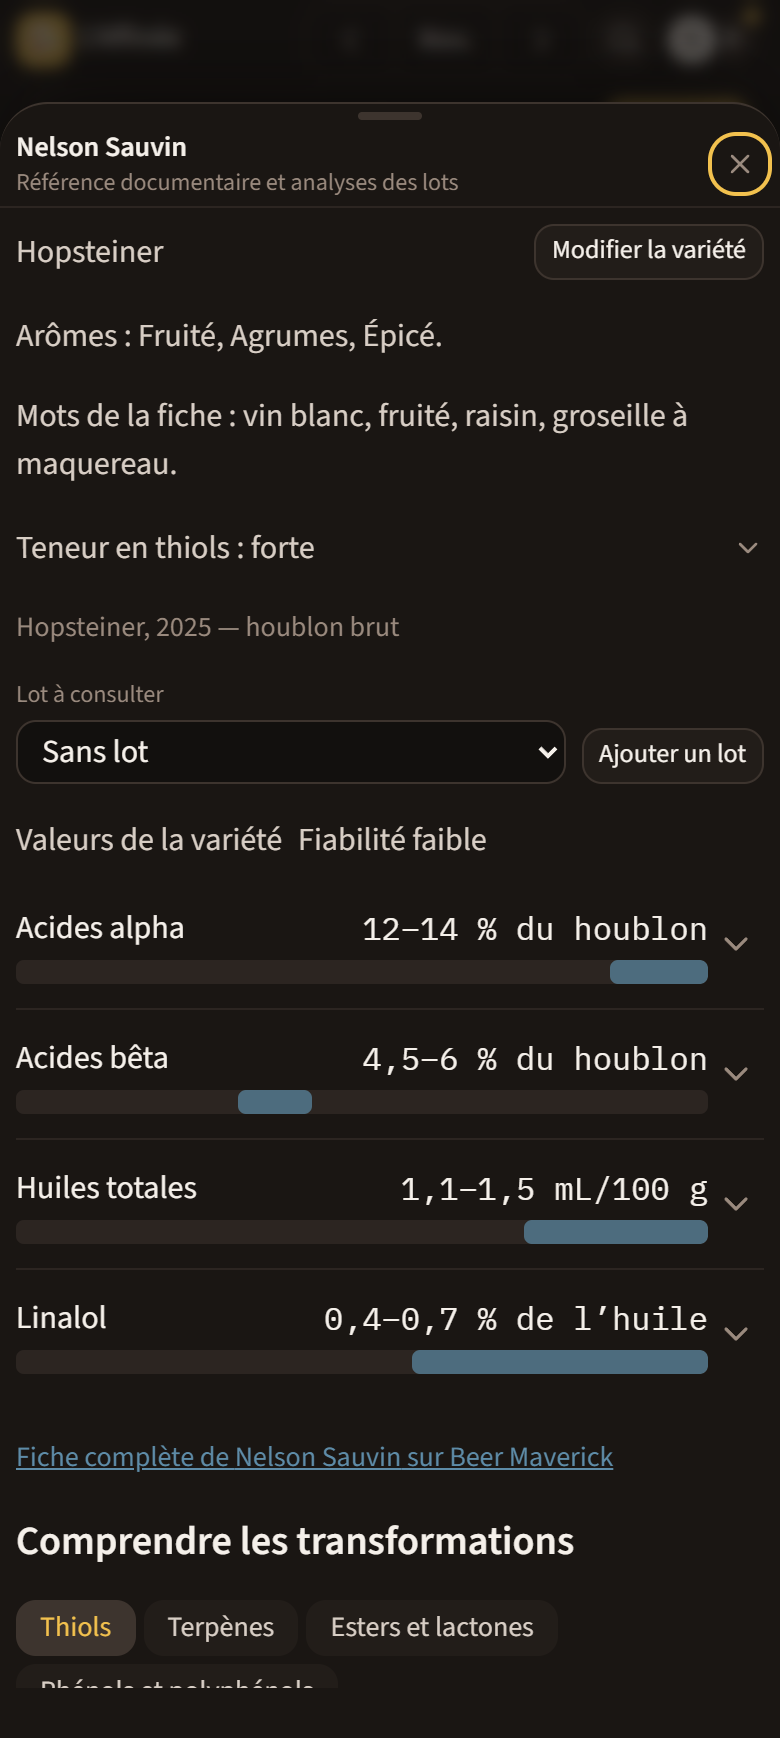 Nelson Sauvin
Référence documentaire et analyses des lots
Hopsteiner
Modifier la variété
Arômes : Fruité, Agrumes, Épicé.
Mots de la fiche : vin blanc, fruité, raisin, groseille à
maquereau.
Teneur en thiols : forte
Hopsteiner, 2025 — houblon brut
Lot à consulter
Sans lot
Ajouter un lot
Valeurs de la variété Fiabilité faible
Acides alpha 12–14 % du houblon
Acides bêta 4,5–6 % du houblon
Huiles totales 1,1–1,5 mL/100 g
Linalol 0,4–0,7 % de l’huile
Fiche complète de Nelson Sauvin sur Beer Maverick
Comprendre les transformations
Thiols Terpènes Esters et lactones
Phénols et polyphénols